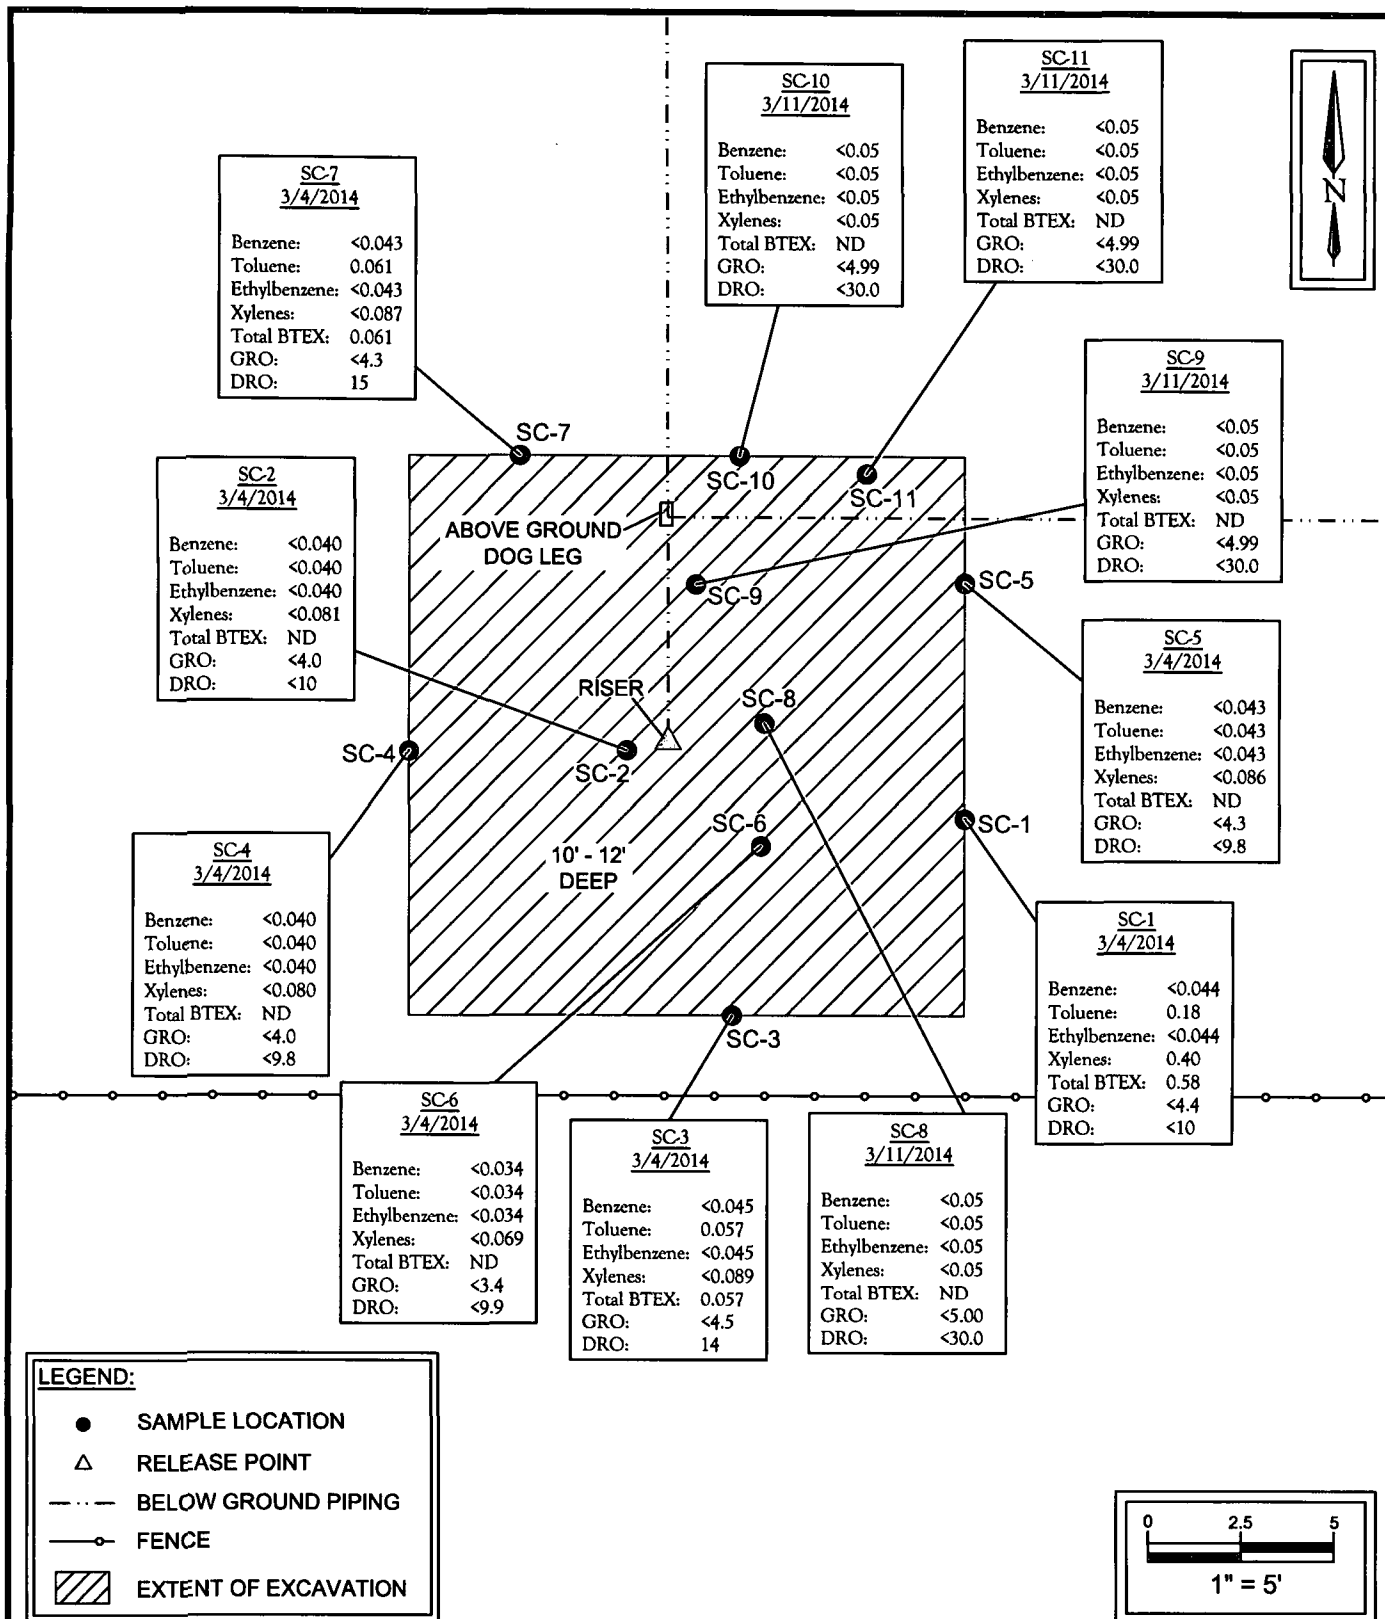 SC-11
3/11/2014
Benzene: <0.05
Toluene: <0.05
Ethylbenzene: <0.05
Xylenes: <0.05
Total BTEX: ND
GRO: <4.99
DRO: <30.0
SC-10
3/11/2014
Benzene: <0.05
Toluene: <0.05
Ethylbenzene: <0.05
Xylenes: <0.05
Total BTEX: ND
GRO: <4.99
DRO: <30.0
N
SC-7
3/4/2014
Benzene: <0.043
Toluene: 0.061
Ethylbenzene: <0.043
Xylenes: <0.087
Total BTEX: 0.061
GRO: <4.3
DRO: 15
SC-9
3/11/2014
Benzene: <0.05
Toluene: <0.05
Ethylbenzene: <0.05
Xylenes: <0.05
Total BTEX: ND
GRO: <4.99
DRO: <30.0
SC-2
3/4/2014
Benzene: <0.040
Toluene: <0.040
Ethylbenzene: <0.040
Xylenes: <0.081
Total BTEX: ND
GRO: <4.0
DRO: <10
SC-7
SC-10
SC-11
ABOVE GROUND
DOG LEG
SC-9
SC-5
RISER
SC-8
SC-4
SC-2
SC-6
SC-1
10' - 12'
DEEP
SC-3
SC-5
3/4/2014
Benzene: <0.043
Toluene: <0.043
Ethylbenzene: <0.043
Xylenes: <0.086
Total BTEX: ND
GRO: <4.3
DRO: <9.8
SC-4
3/4/2014
Benzene: <0.040
Toluene: <0.040
Ethylbenzene: <0.040
Xylenes: <0.080
Total BTEX: ND
GRO: <4.0
DRO: <9.8
SC-1
3/4/2014
Benzene: <0.044
Toluene: 0.18
Ethylbenzene: <0.044
Xylenes: 0.40
Total BTEX: 0.58
GRO: <4.4
DRO: <10
SC-6
3/4/2014
Benzene: <0.034
Toluene: <0.034
Ethylbenzene: <0.034
Xylenes: <0.069
Total BTEX: ND
GRO: <3.4
DRO: <9.9
SC-3
3/4/2014
Benzene: <0.045
Toluene: 0.057
Ethylbenzene: <0.045
Xylenes: <0.089
Total BTEX: 0.057
GRO: <4.5
DRO: 14
SC-8
3/11/2014
Benzene: <0.05
Toluene: <0.05
Ethylbenzene: <0.05
Xylenes: <0.05
Total BTEX: ND
GRO: <5.00
DRO: <30.0
LEGEND:
SAMPLE LOCATION
RELEASE POINT
BELOW GROUND PIPING
FENCE
EXTENT OF EXCAVATION
0 2.5 5
1" = 5'